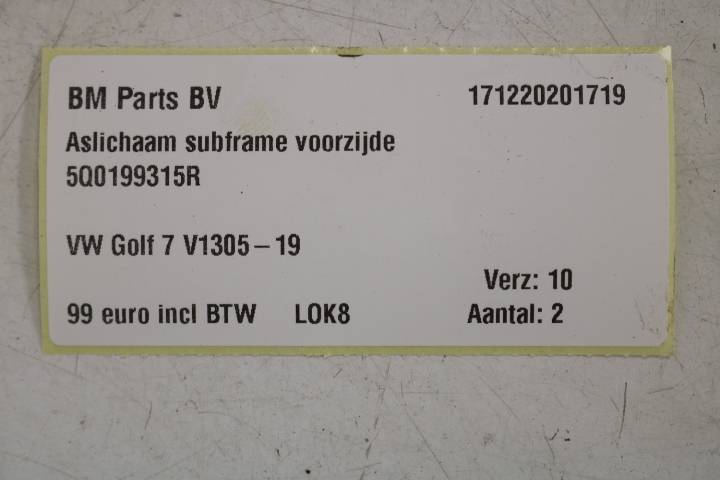 BM Parts BV 171220201719
Aslichaam subframe voorzijde
5Q0199315R
VW Golf 7 V1305 – 19
Verz: 10
99 euro incl BTW LOK8 Aantal: 2